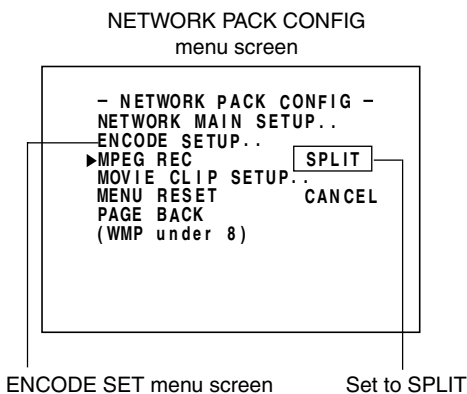 NETWORK PACK CONFIG
menu screen
– NETWORK PACK CONFIG –
NETWORK MAIN SETUP..
ENCODE SETUP..
▶MPEG REC SPLIT
MOVIE CLIP SETUP..
MENU RESET CANCEL
PAGE BACK
(WMP under 8)
ENCODE SET menu screen Set to SPLIT